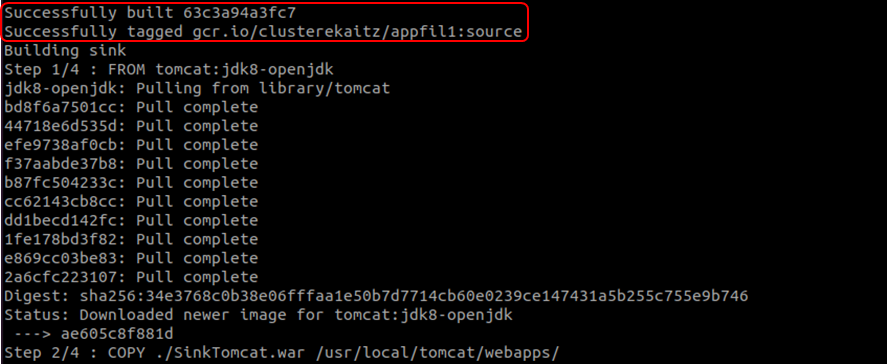 Successfully built 63c3a94a3fc7
Successfully tagged gcr.io/clusterekaitz/appfil1:source
Building sink
Step 1/4 : FROM tomcat:jdk8-openjdk
jdk8-openjdk: Pulling from library/tomcat
bd8f6a7501cc: Pull complete
44718e6d535d: Pull complete
efe9738af0cb: Pull complete
f37aabde37b8: Pull complete
b87fc504233c: Pull complete
cc62143cb8cc: Pull complete
dd1becd142fc: Pull complete
1fe178bd3f82: Pull complete
e869cc03be83: Pull complete
2a6cfc223107: Pull complete
Digest: sha256:34e3768c0b38e06fffaa1e50b7d7714cb60e0239ce147431a5b255c755e9b746
Status: Downloaded newer image for tomcat:jdk8-openjdk
 ---> ae605c8f881d
Step 2/4 : COPY ./SinkTomcat.war /usr/local/tomcat/webapps/